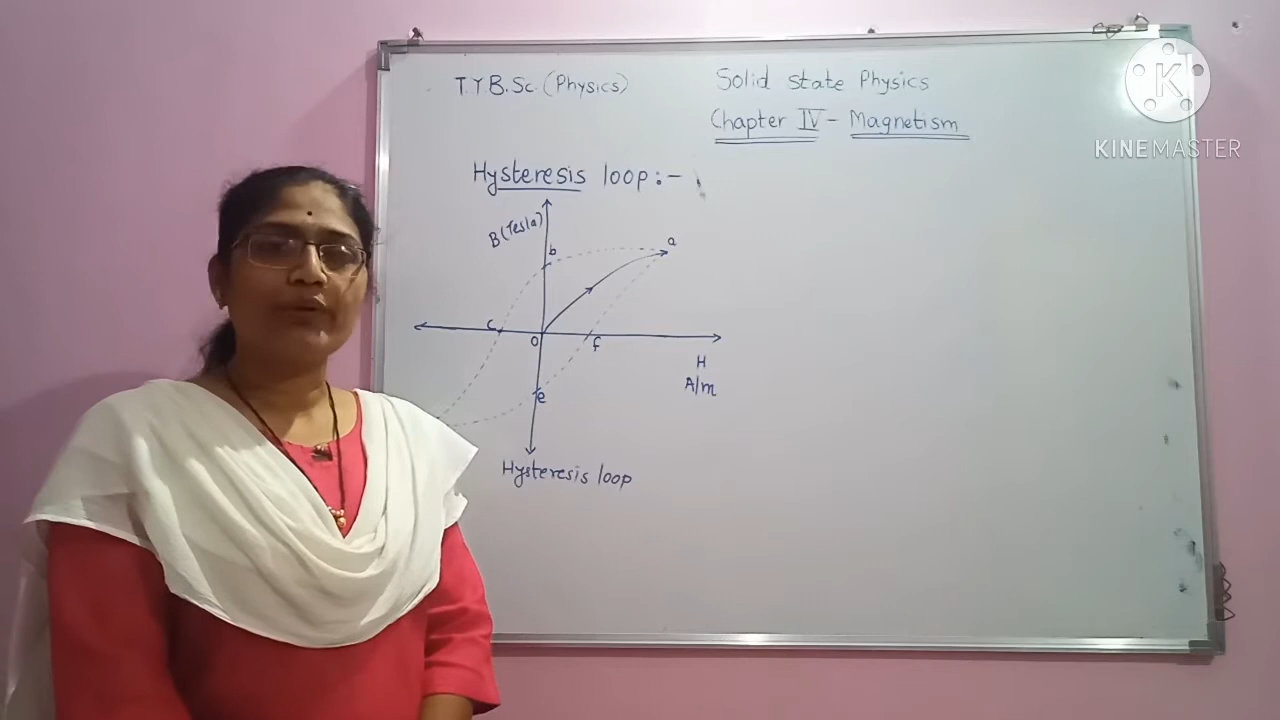 T.Y.B.Sc. (Physics)
Solid state Physics
Chapter IV - Magnetism
K
KINEMASTER
Hysteresis loop :-
B (Tesla)
a
b
c
o
f
H
A/m
e
Hysteresis loop